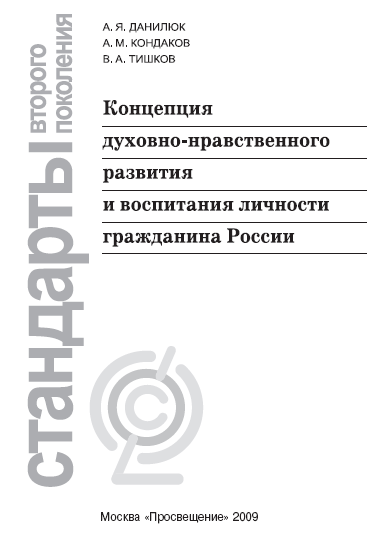 А. Я. ДАНИЛЮК
А. М. КОНДАКОВ
В. А. ТИШКОВ
стандарты
второго
поколения
Концепция
духовно-нравственного
развития
и воспитания личности
гражданина России
Москва «Просвещение» 2009